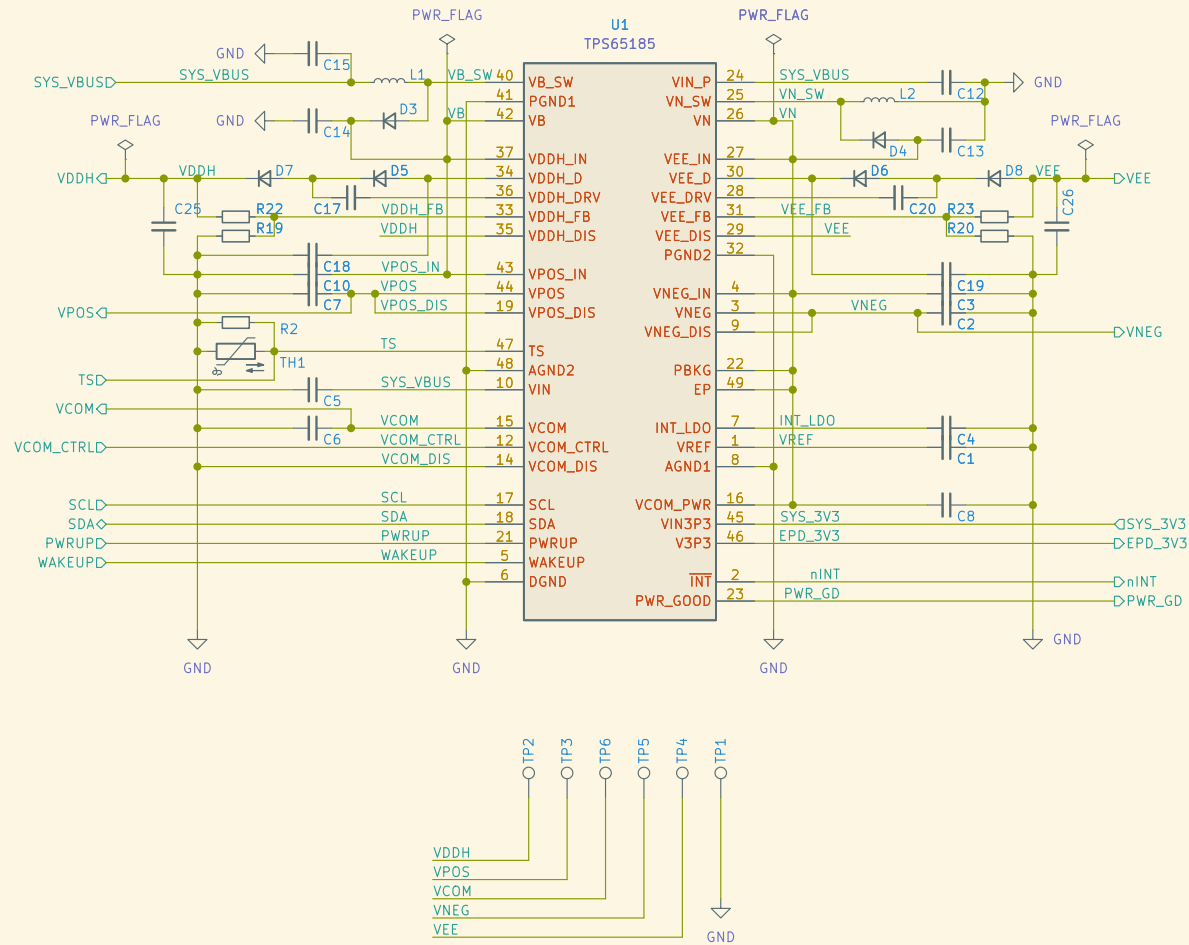 PWR_FLAG
U1
TPS65185
PWR_FLAG
GND
C15
SYS_VBUS
SYS_VBUS
L1
VB_SW
40
VB_SW
VIN_P
24
SYS_VBUS
C12
GND
41
PGND1
VN_SW
25
VN_SW
L2
D3
GND
C14
VB
42
VB
VN
26
VN
PWR_FLAG
PWR_FLAG
D4
C13
37
VDDH_IN
VEE_IN
27
VDDH
VDDH
D7
D5
34
VDDH_D
VEE_D
30
D6
D8
VEE
VEE
C17
36
VDDH_DRV
VEE_DRV
28
C20
C26
C25
R22
VDDH_FB
33
VDDH_FB
VEE_FB
31
VEE_FB
R23
R19
VDDH
35
VDDH_DIS
VEE_DIS
29
VEE
R20
PGND2
32
C18
VPOS_IN
43
VPOS_IN
C19
C10
VPOS
44
VPOS
VNEG_IN
4
C3
C7
VPOS
VPOS_DIS
19
VPOS_DIS
VNEG
3
VNEG
C2
R2
VNEG_DIS
9
VNEG
TH1
TS
47
TS
TS
48
AGND2
PBKG
22
C5
SYS_VBUS
10
VIN
EP
49
VCOM
C6
VCOM
15
VCOM
INT_LDO
7
INT_LDO
C4
VCOM_CTRL
VCOM_CTRL
12
VCOM_CTRL
VREF
1
VREF
C1
VCOM_DIS
14
VCOM_DIS
AGND1
8
SCL
SCL
17
SCL
VCOM_PWR
16
C8
SDA
SDA
18
SDA
VIN3P3
45
SYS_3V3
SYS_3V3
PWRUP
PWRUP
21
PWRUP
V3P3
46
EPD_3V3
EPD_3V3
WAKEUP
WAKEUP
5
WAKEUP
6
DGND
INT
2
nINT
nINT
PWR_GOOD
23
PWR_GD
PWR_GD
GND
GND
GND
GND
TP2
TP3
TP6
TP5
TP4
TP1
VDDH
VPOS
VCOM
VNEG
VEE
GND